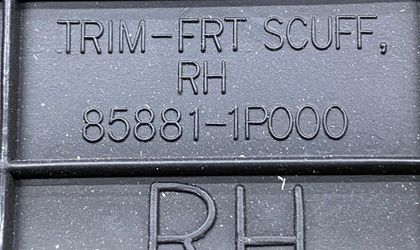 TRIM-FRT SCUFF,
RH
85881-1P000
RH